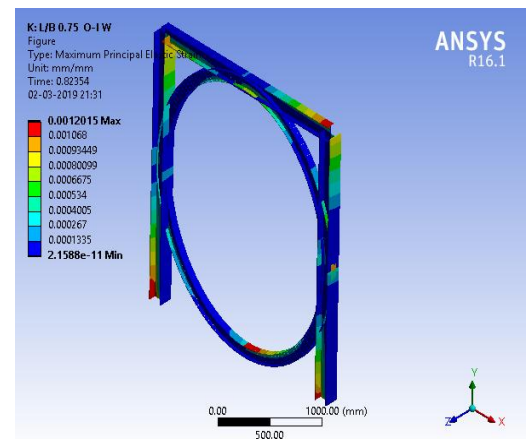 K: L/B 0.75 O-I W
Figure
Type: Maximum Principal Elastic Strain
Unit: mm/mm
Time: 0.82354
02-03-2019 21:31
0.0012015 Max
0.001068
0.00093449
0.00080099
0.0006675
0.000534
0.0004005
0.000267
0.0001335
2.1588e-11 Min
ANSYS
R16.1
0.00
1000.00 (mm)
500.00
Y
Z
X